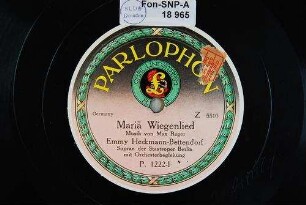 Fon-SNP-A
18 965
PARLOPHON
Germany
Mariä Wiegenlied
Musik von Max Reger
Emmy Heckmann-Bettendorf
Sopran der Staatsoper Berlin
mit Orchesterbegleitung
P. 1222-I